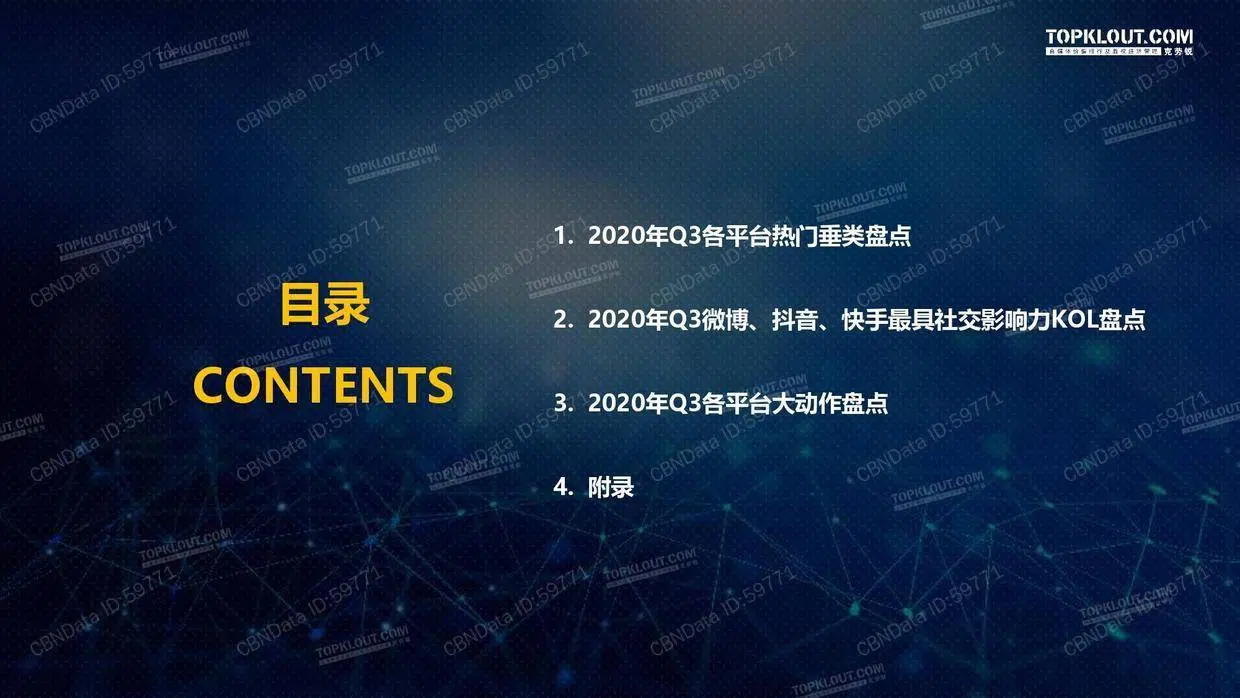 TOPKLOUT.COM
克劳锐
目录
CONTENTS
1. 2020年Q3各平台热门垂类盘点
2. 2020年Q3微博、抖音、快手最具社交影响力KOL盘点
3. 2020年Q3各平台大动作盘点
4. 附录
CBNData ID:59771